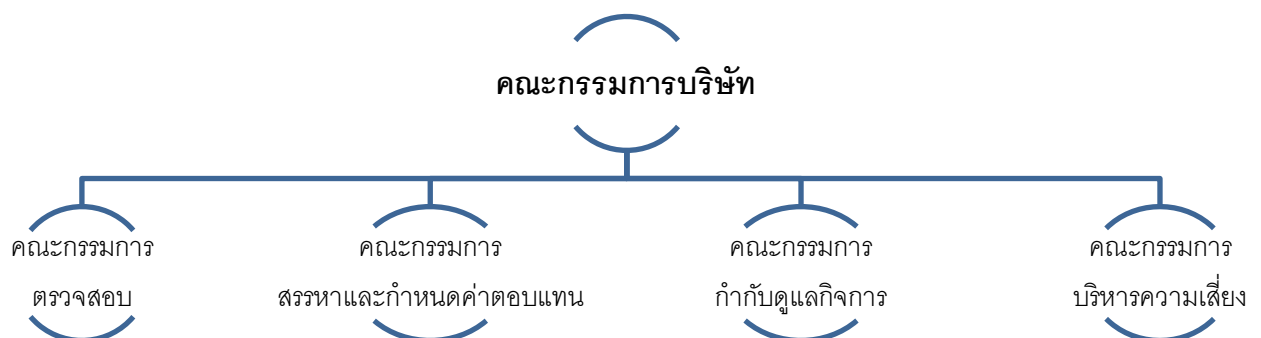 คณะกรรมการบริษัท
คณะกรรมการ
ตรวจสอบ
คณะกรรมการ
สรรหาและกำหนดค่าตอบแทน
คณะกรรมการ
กำกับดูแลกิจการ
คณะกรรมการ
บริหารความเสี่ยง